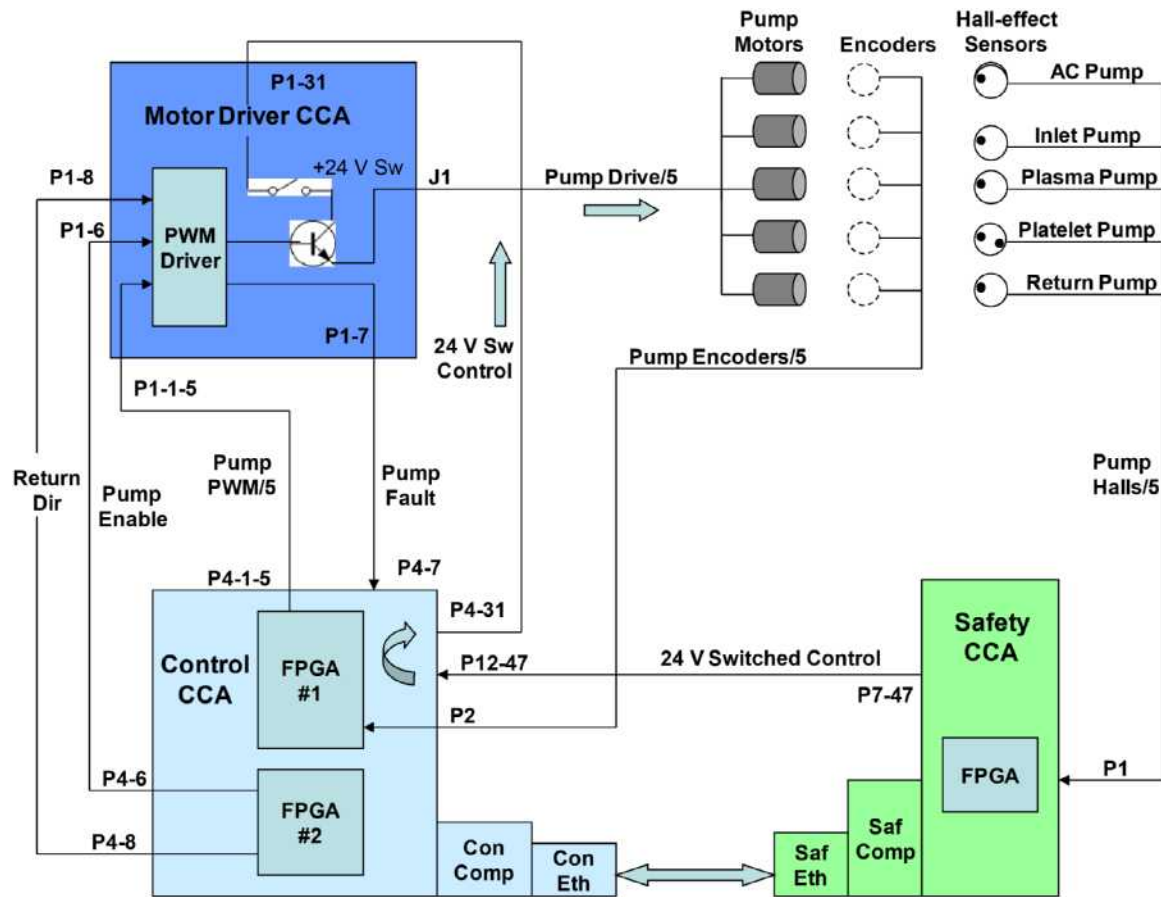 Pump
Motors
Encoders
Hall-effect
Sensors
P1-31
Motor Driver CCA
AC Pump
Inlet Pump
+24 V Sw
P1-8
J1
Pump Drive/5
Plasma Pump
P1-6
PWM
Driver
Platelet Pump
Return Pump
P1-7
24 V Sw
Control
Pump Encoders/5
P1-1-5
Return
Dir
Pump
Enable
Pump
PWM/5
Pump
Fault
Pump
Halls/5
P4-1-5
P4-7
P4-31
Control
CCA
FPGA
#1
P12-47
24 V Switched Control
P7-47
Safety
CCA
P2
P4-6
FPGA
#2
FPGA
P1
P4-8
Con
Comp
Con
Eth
Saf
Eth
Saf
Comp